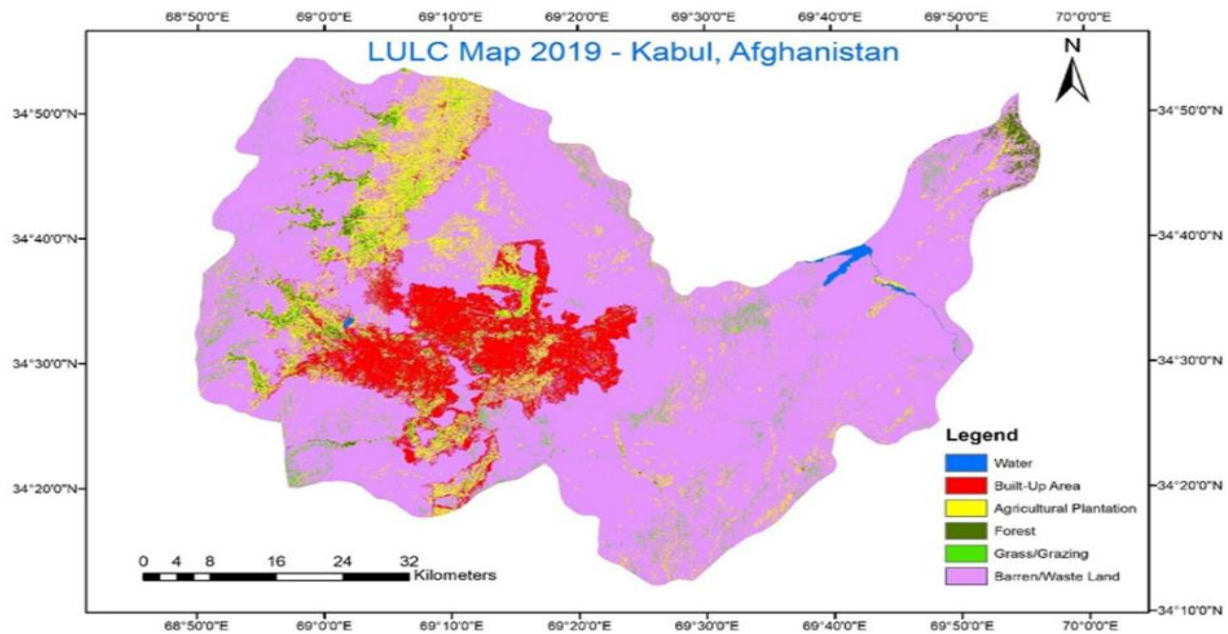 68°50'0"E 69°0'0"E 69°10'0"E 69°20'0"E 69°30'0"E 69°40'0"E 69°50'0"E 70°0'0"E
LULC Map 2019 - Kabul, Afghanistan
N
34°50'0"N 34°50'0"N
34°40'0"N 34°40'0"N
34°30'0"N 34°30'0"N
Legend
Water
34°20'0"N Built-Up Area 34°20'0"N
Agricultural Plantation
Forest
Grass/Grazing
Barren/Waste Land
0 4 8 16 24 32
Kilometers
34°10'0"N
68°50'0"E 69°0'0"E 69°10'0"E 69°20'0"E 69°30'0"E 69°40'0"E 69°50'0"E 70°0'0"E